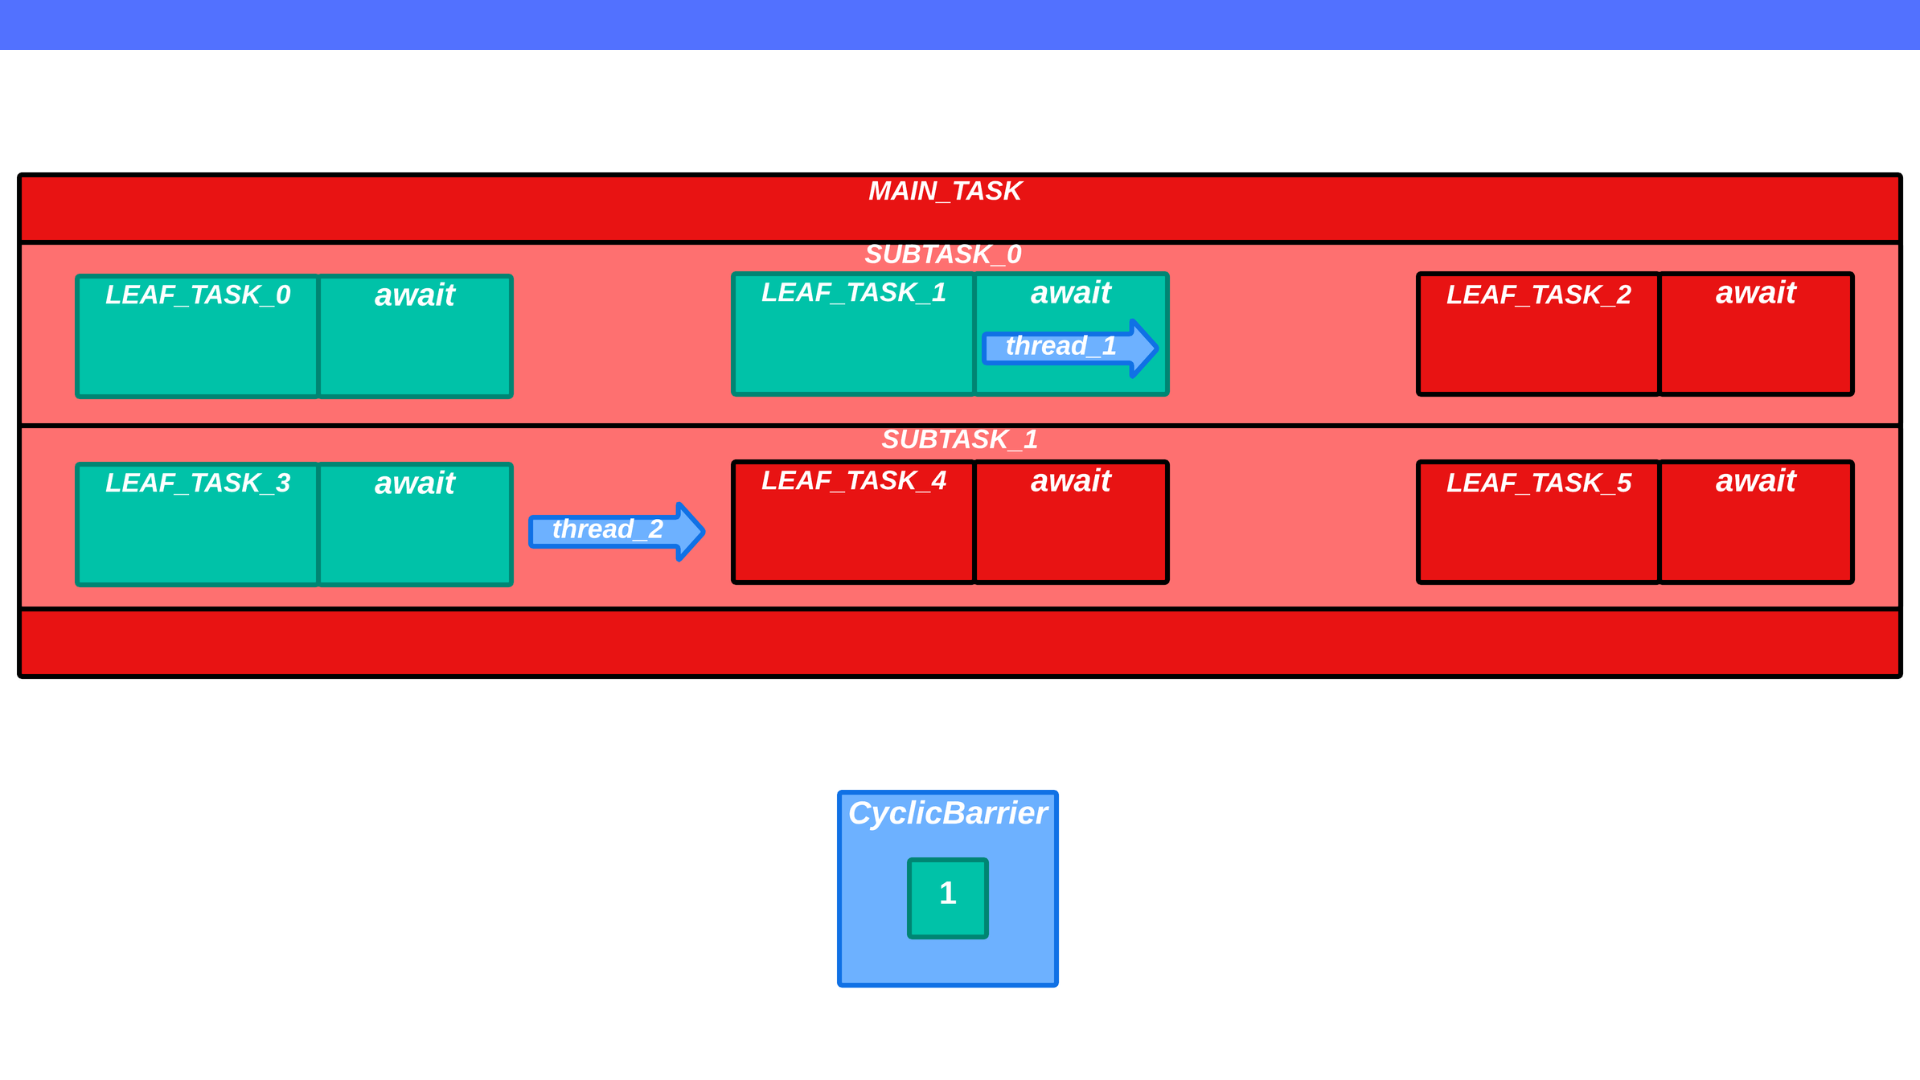 MAIN_TASK
SUBTASK_0
LEAF_TASK_0 await
LEAF_TASK_1 await
thread_1
LEAF_TASK_2 await
SUBTASK_1
LEAF_TASK_3 await
thread_2
LEAF_TASK_4 await
LEAF_TASK_5 await
CyclicBarrier
1